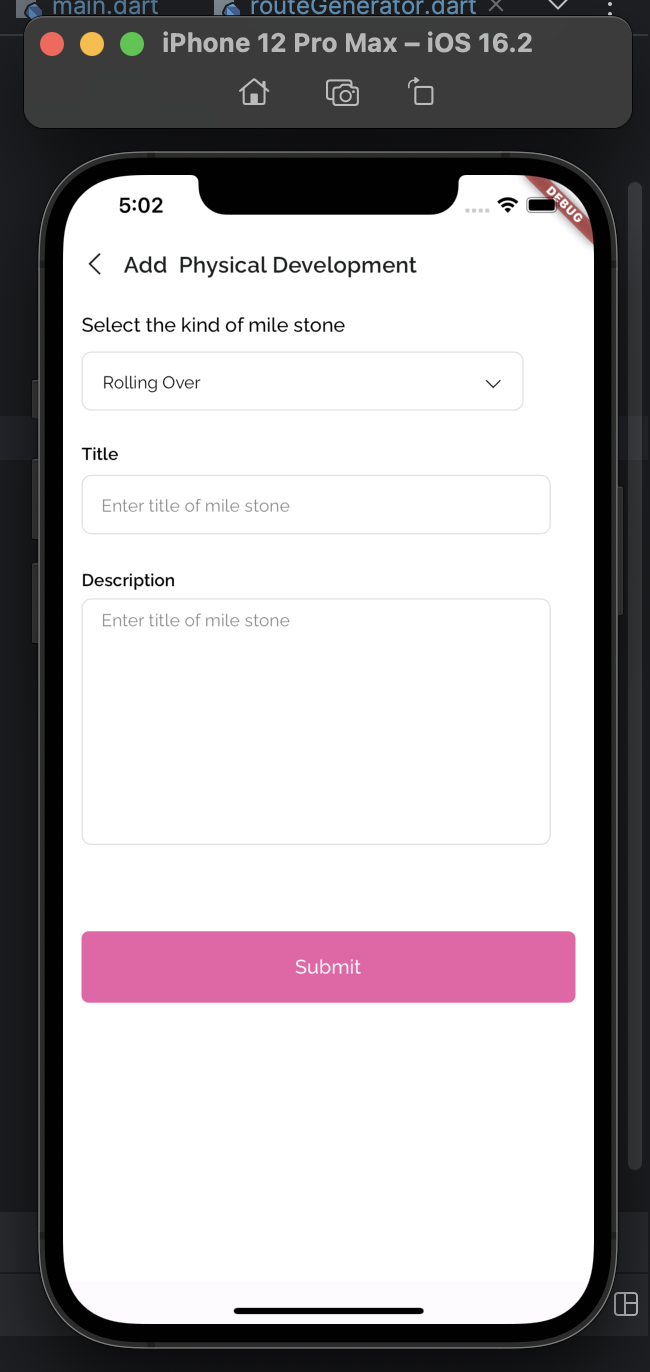 main.dart routeGenerator.dart
iPhone 12 Pro Max – iOS 16.2
5:02
DEBUG
Add  Physical Development
Select the kind of mile stone
Rolling Over
Title
Enter title of mile stone
Description
Enter title of mile stone
Submit